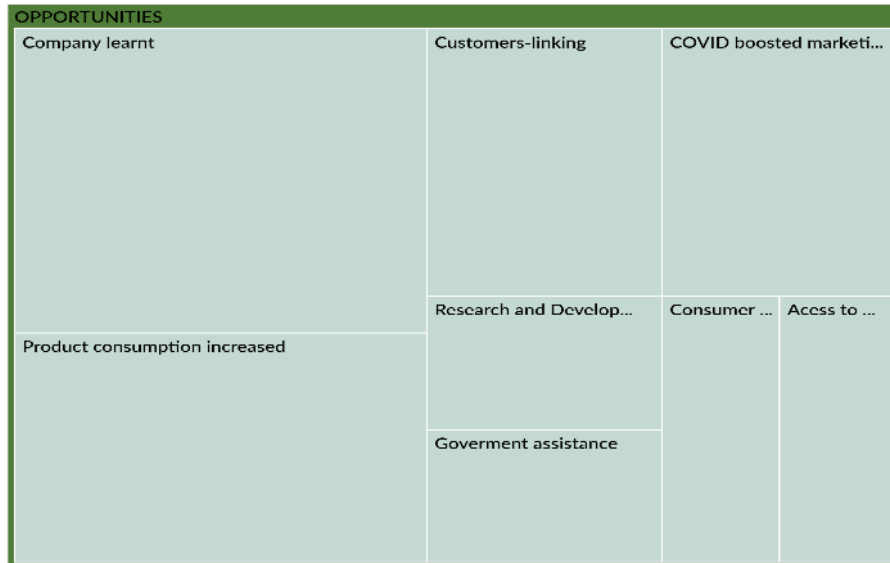 OPPORTUNITIES
Company learnt
Customers-linking
COVID boosted marketi...
Product consumption increased
Research and Develop...
Consumer ...
Acess to ...
Goverment assistance